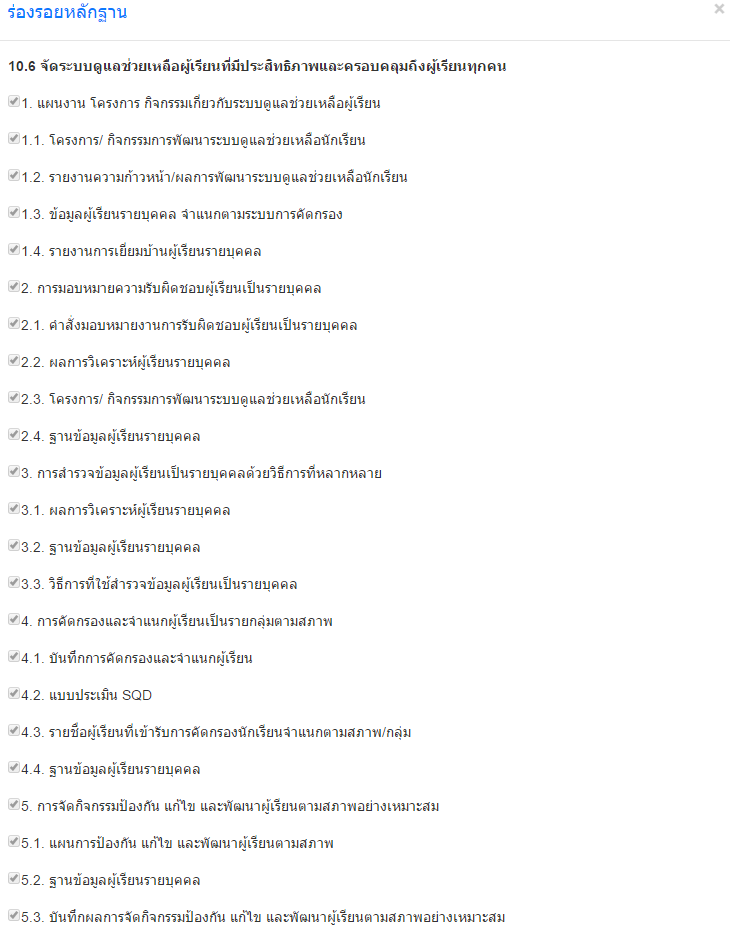 ร่องรอยหลักฐาน
10.6 จัดระบบดูแลช่วยเหลือผู้เรียนที่มีประสิทธิภาพและครอบคลุมถึงผู้เรียนทุกคน
1. แผนงาน โครงการ กิจกรรมเกี่ยวกับระบบดูแลช่วยเหลือผู้เรียน
1.1. โครงการ/ กิจกรรมการพัฒนาระบบดูแลช่วยเหลือนักเรียน
1.2. รายงานความก้าวหน้า/ผลการพัฒนาระบบดูแลช่วยเหลือนักเรียน
1.3. ข้อมูลผู้เรียนรายบุคคล จำแนกตามระบบการคัดกรอง
1.4. รายงานการเยี่ยมบ้านผู้เรียนรายบุคคล
2. การมอบหมายความรับผิดชอบผู้เรียนเป็นรายบุคคล
2.1. คำสั่งมอบหมายงานการรับผิดชอบผู้เรียนเป็นรายบุคคล
2.2. ผลการวิเคราะห์ผู้เรียนรายบุคคล
2.3. โครงการ/ กิจกรรมการพัฒนาระบบดูแลช่วยเหลือนักเรียน
2.4. ฐานข้อมูลผู้เรียนรายบุคคล
3. การสำรวจข้อมูลผู้เรียนเป็นรายบุคคลด้วยวิธีการที่หลากหลาย
3.1. ผลการวิเคราะห์ผู้เรียนรายบุคคล
3.2. ฐานข้อมูลผู้เรียนรายบุคคล
3.3. วิธีการที่ใช้สำรวจข้อมูลผู้เรียนเป็นรายบุคคล
4. การคัดกรองและจำแนกผู้เรียนเป็นรายกลุ่มตามสภาพ
4.1. บันทึกการคัดกรองและจำแนกผู้เรียน
4.2. แบบประเมิน SQD
4.3. รายชื่อผู้เรียนที่เข้ารับการคัดกรองนักเรียนจำแนกตามสภาพ/กลุ่ม
4.4. ฐานข้อมูลผู้เรียนรายบุคคล
5. การจัดกิจกรรมป้องกัน แก้ไข และพัฒนาผู้เรียนตามสภาพอย่างเหมาะสม
5.1. แผนการป้องกัน แก้ไข และพัฒนาผู้เรียนตามสภาพ
5.2. ฐานข้อมูลผู้เรียนรายบุคคล
5.3. บันทึกผลการจัดกิจกรรมป้องกัน แก้ไข และพัฒนาผู้เรียนตามสภาพอย่างเหมาะสม